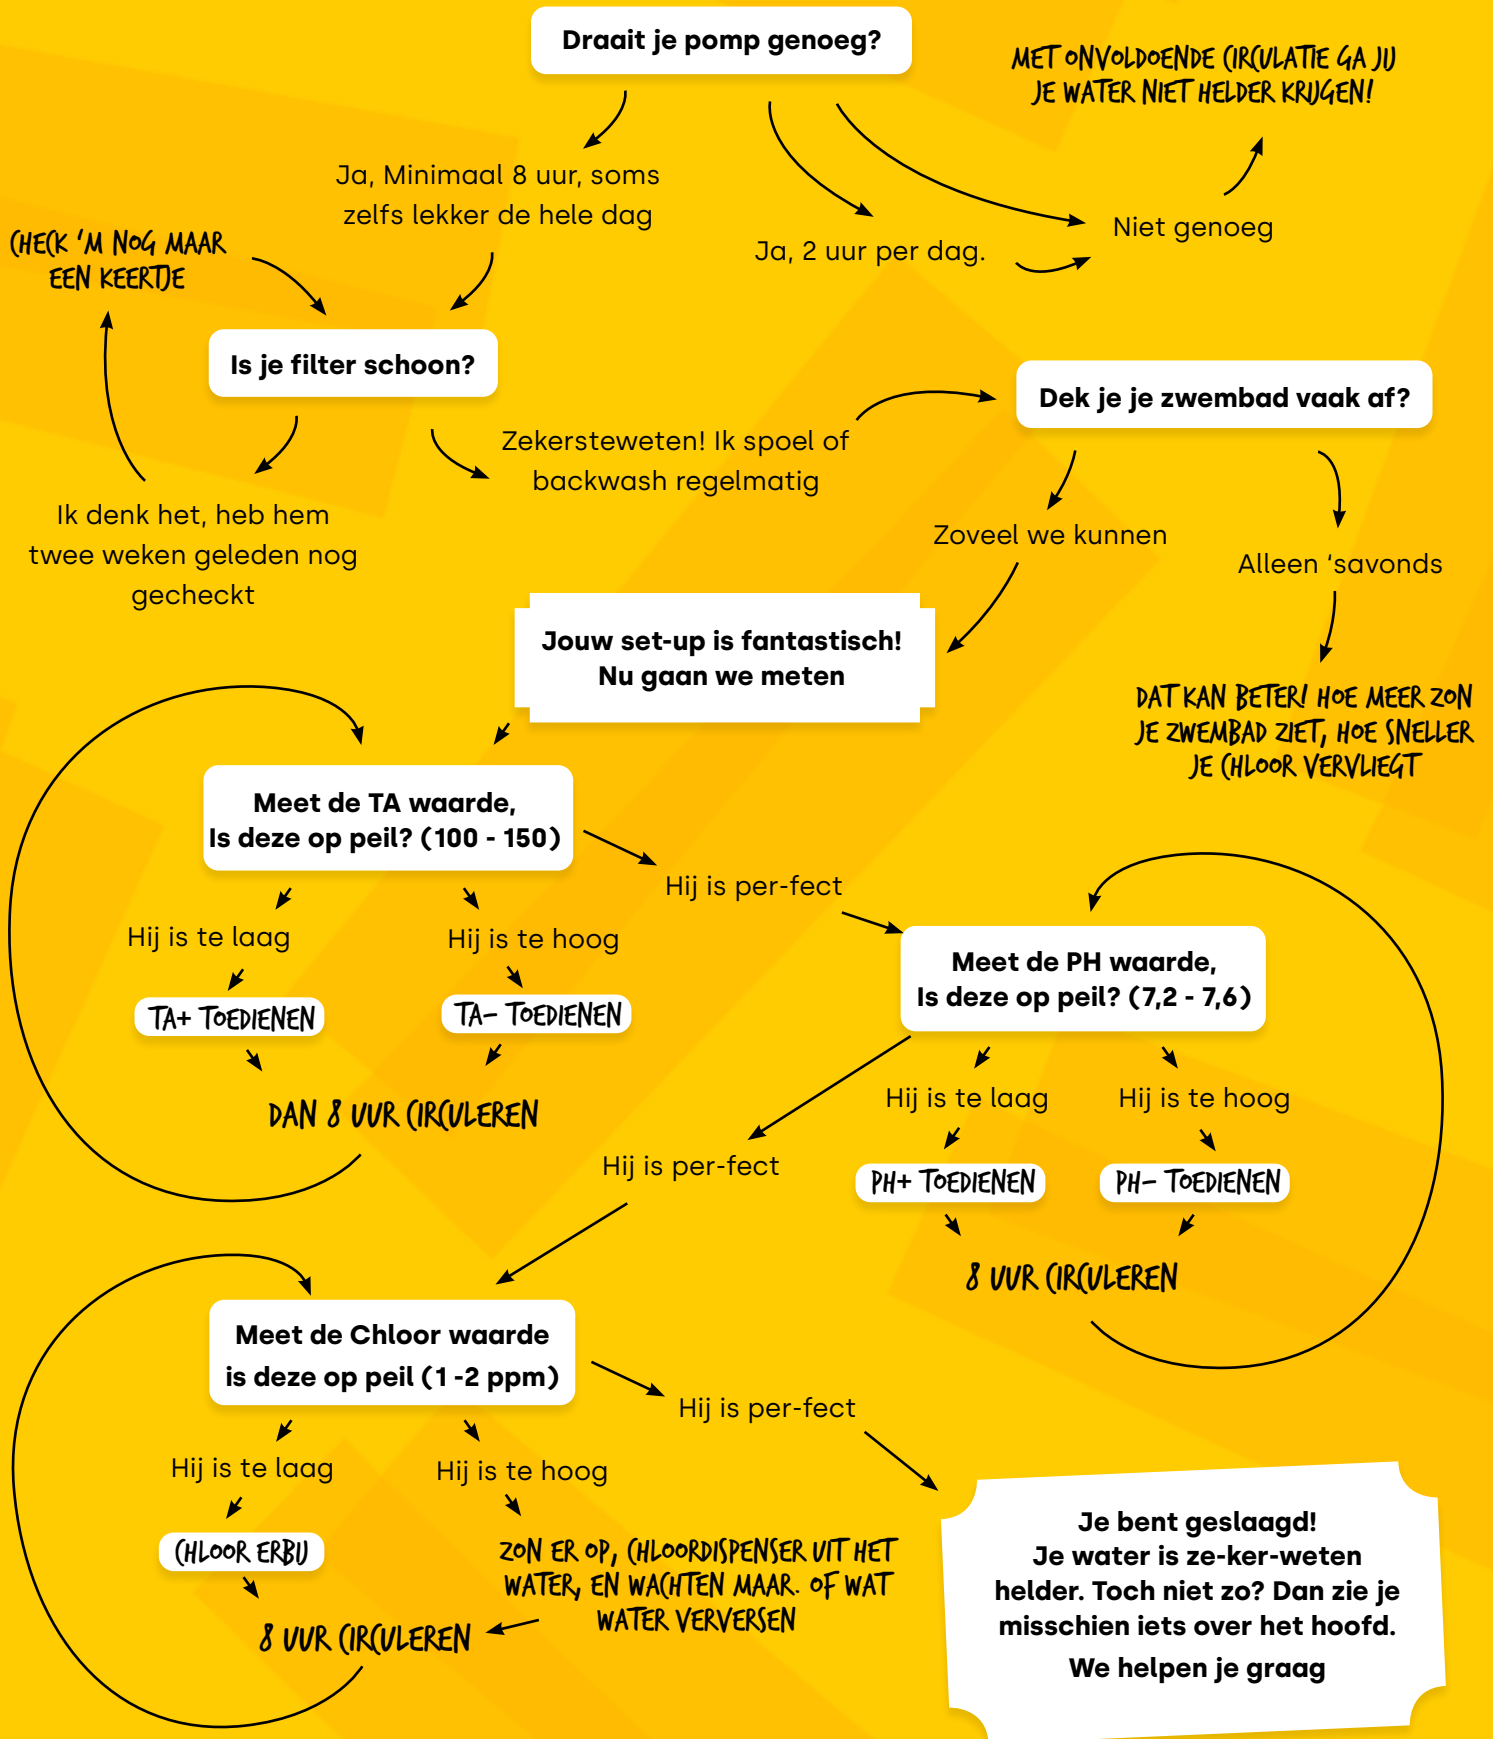 Draait je pomp genoeg?
MET ONVOLDOENDE CIRCULATIE GA JIJ
JE WATER NIET HELDER KRIJGEN!
Ja, Minimaal 8 uur, soms
zelfs lekker de hele dag
Ja, 2 uur per dag.
Niet genoeg
CHECK 'M NOG MAAR
EEN KEERTJE
Is je filter schoon?
Zekersteweten! Ik spoel of
backwash regelmatig
Ik denk het, heb hem
twee weken geleden nog
gecheckt
Dek je je zwembad vaak af?
Zoveel we kunnen
Alleen ‘savonds
DAT KAN BETER! HOE MEER ZON
JE ZWEMBAD ZIET, HOE SNELLER
JE CHLOOR VERVLIEGT
Jouw set-up is fantastisch!
Nu gaan we meten
Meet de TA waarde,
Is deze op peil? (100 - 150)
Hij is per-fect
Hij is te laag
Hij is te hoog
TA+ TOEDIENEN
TA- TOEDIENEN
DAN 8 UUR CIRCULEREN
Meet de PH waarde,
Is deze op peil? (7,2 - 7,6)
Hij is te laag
Hij is te hoog
PH+ TOEDIENEN
PH- TOEDIENEN
8 UUR CIRCULEREN
Hij is per-fect
Meet de Chloor waarde
is deze op peil (1 -2 ppm)
Hij is per-fect
Hij is te laag
Hij is te hoog
CHLOOR ERBIJ
ZON ER OP, CHLOORDISPENSER UIT HET
WATER, EN WACHTEN MAAR. OF WAT
WATER VERVERSEN
8 UUR CIRCULEREN
Je bent geslaagd!
Je water is ze-ker-weten
helder. Toch niet zo? Dan zie je
misschien iets over het hoofd.
We helpen je graag